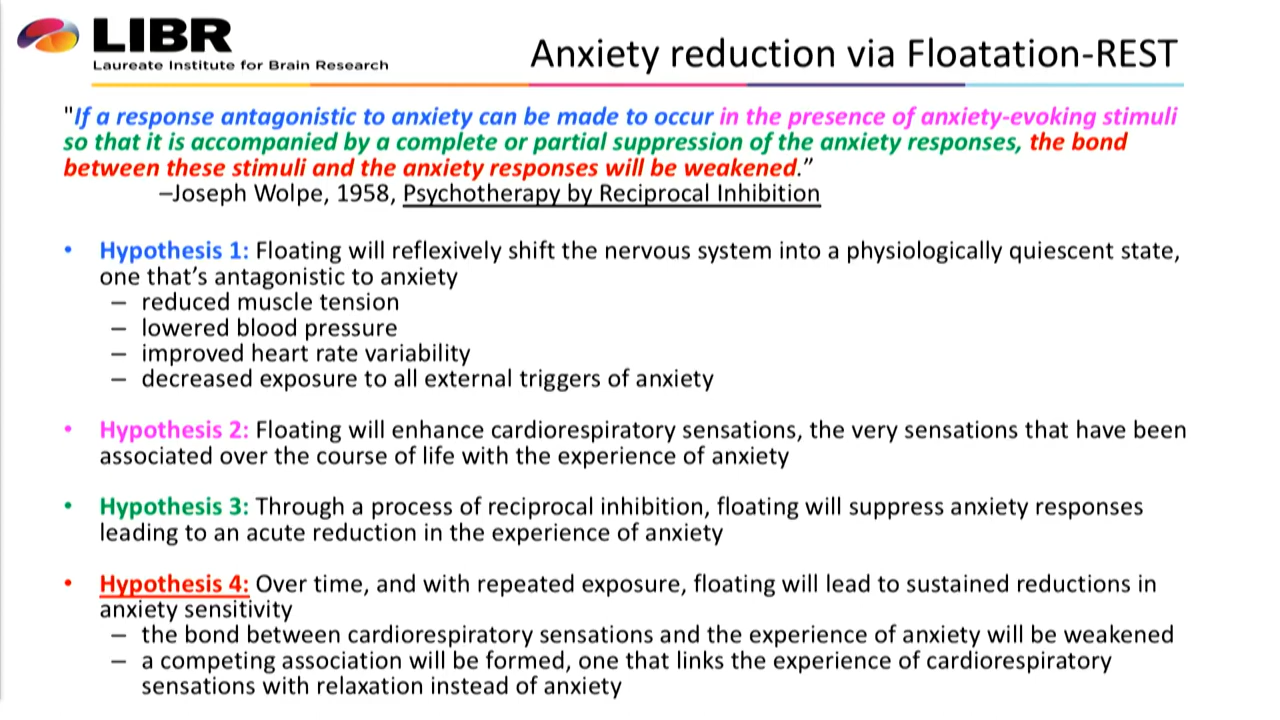 LIBR
Laureate Institute for Brain Research
Anxiety reduction via Floatation-REST
"If a response antagonistic to anxiety can be made to occur in the presence of anxiety-evoking stimuli
so that it is accompanied by a complete or partial suppression of the anxiety responses, the bond
between these stimuli and the anxiety responses will be weakened.”
–Joseph Wolpe, 1958, Psychotherapy by Reciprocal Inhibition
• Hypothesis 1: Floating will reflexively shift the nervous system into a physiologically quiescent state,
one that’s antagonistic to anxiety
– reduced muscle tension
– lowered blood pressure
– improved heart rate variability
– decreased exposure to all external triggers of anxiety
• Hypothesis 2: Floating will enhance cardiorespiratory sensations, the very sensations that have been
associated over the course of life with the experience of anxiety
• Hypothesis 3: Through a process of reciprocal inhibition, floating will suppress anxiety responses
leading to an acute reduction in the experience of anxiety
• Hypothesis 4: Over time, and with repeated exposure, floating will lead to sustained reductions in
anxiety sensitivity
– the bond between cardiorespiratory sensations and the experience of anxiety will be weakened
– a competing association will be formed, one that links the experience of cardiorespiratory
sensations with relaxation instead of anxiety